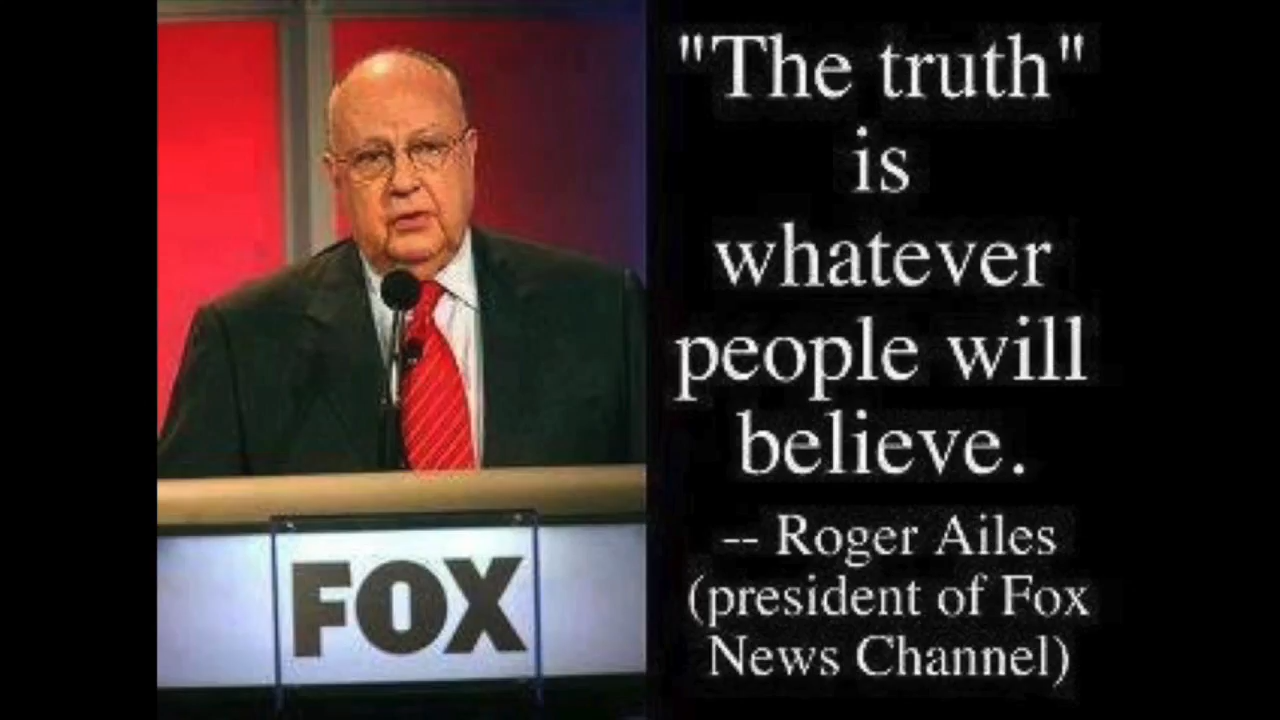 "The truth"
is
whatever
people will
believe.
-- Roger Ailes
(president of Fox
News Channel)
FOX